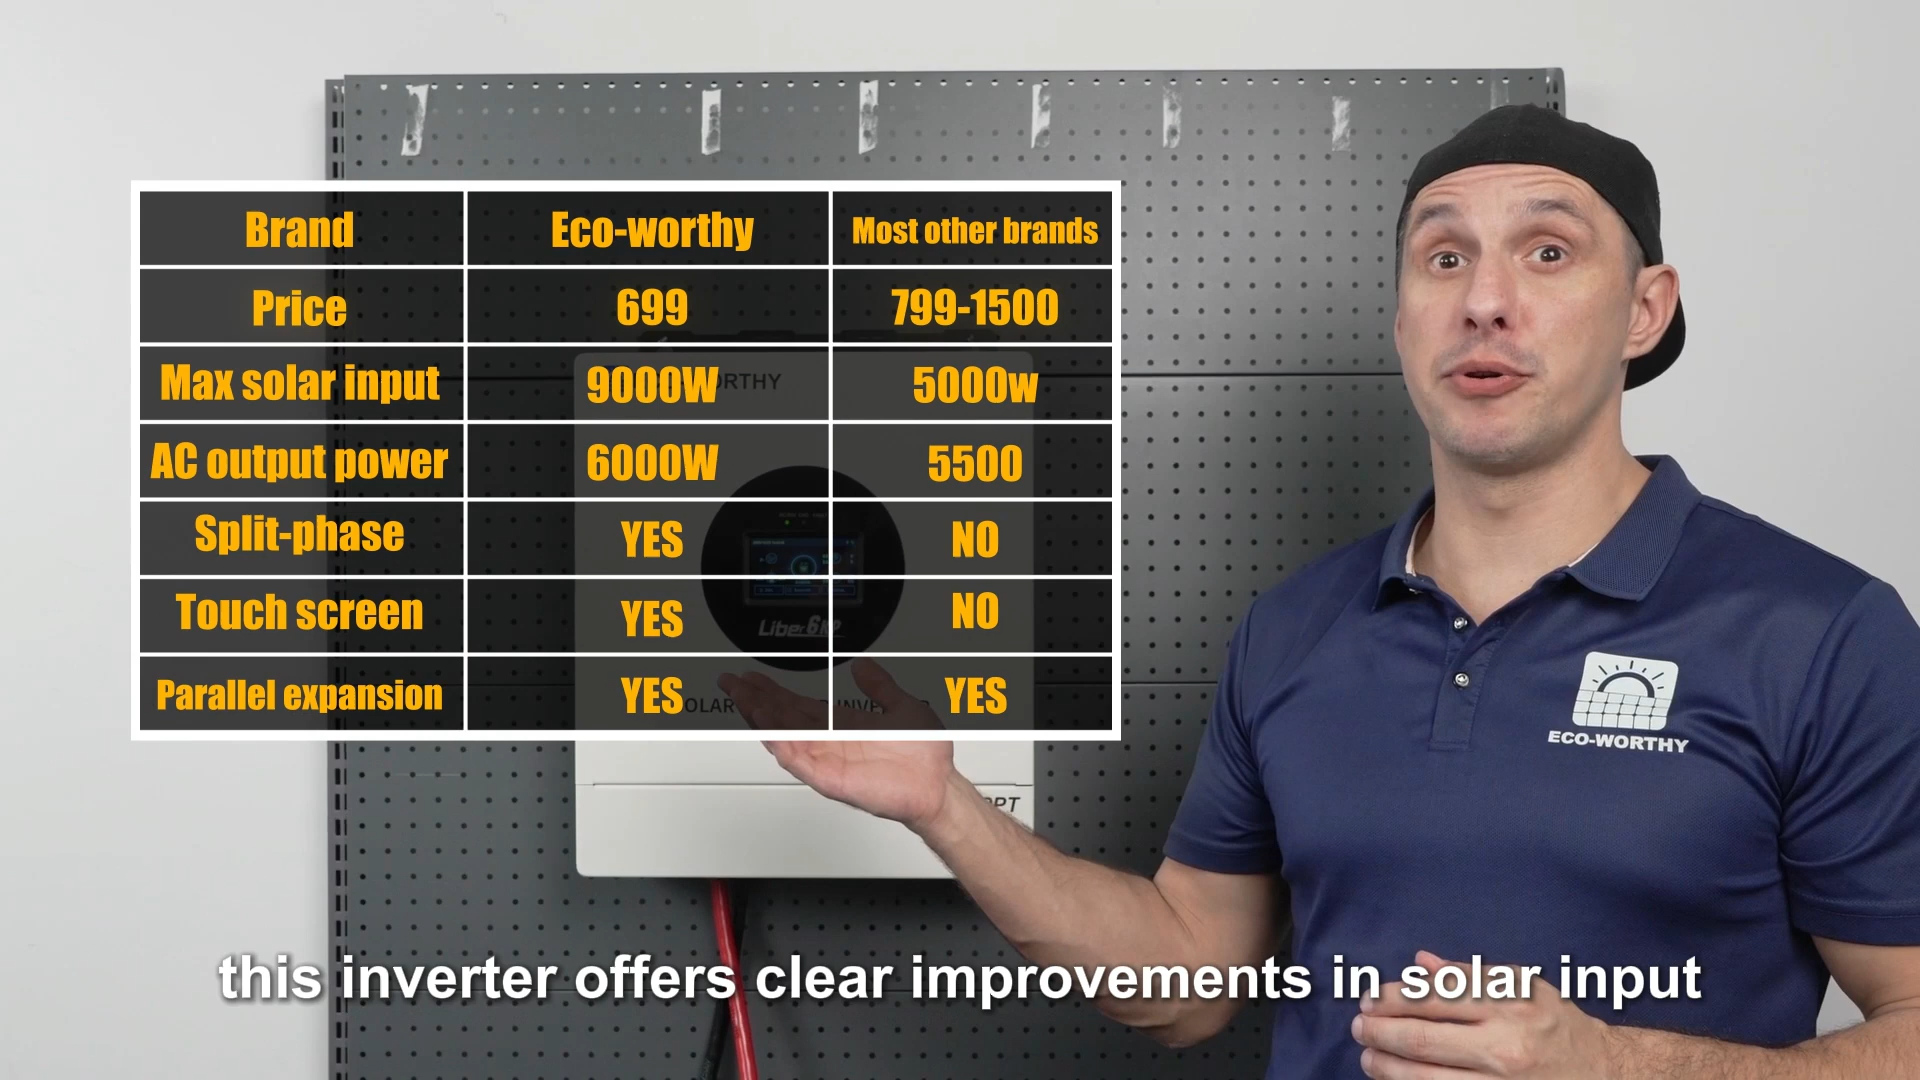 Brand Eco-worthy Most other brands
Price 699 799-1500
Max solar input 9000W 5000w
AC output power 6000W 5500
Split-phase YES NO
Touch screen YES NO
Parallel expansion YES YES
Liber 6KP
ECO-WORTHY
this inverter offers clear improvements in solar input